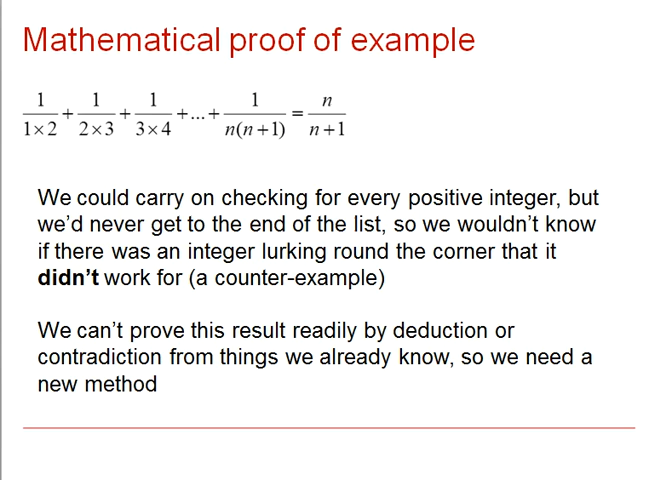 Mathematical proof of example
1/1×2 + 1/2×3 + 1/3×4 +...+ 1/n(n+1) = n/n+1
We could carry on checking for every positive integer, but
we'd never get to the end of the list, so we wouldn't know
if there was an integer lurking round the corner that it
didn't work for (a counter-example)
We can't prove this result readily by deduction or
contradiction from things we already know, so we need a
new method